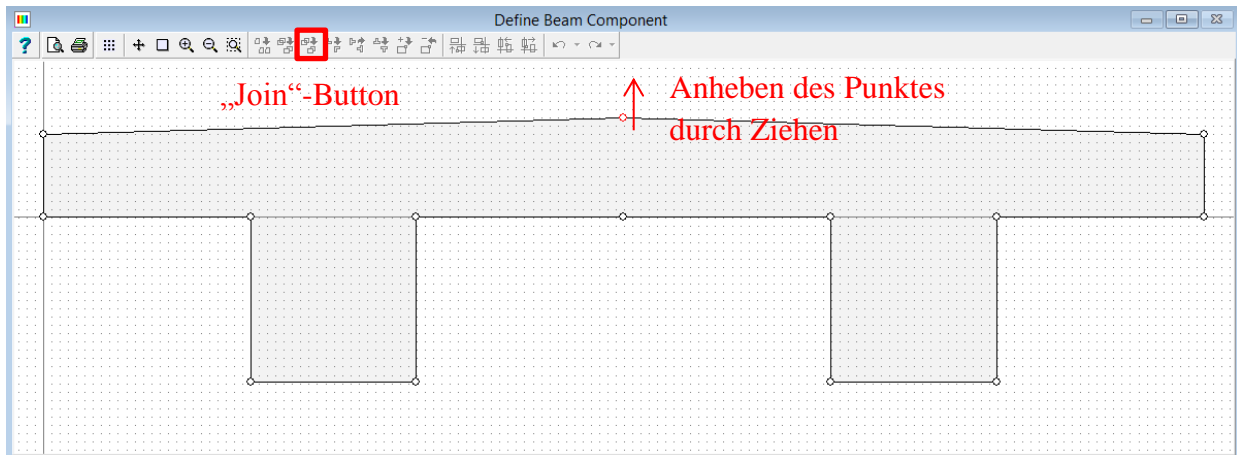 Define Beam Component
?
„Join“-Button
Anheben des Punktes
durch Ziehen